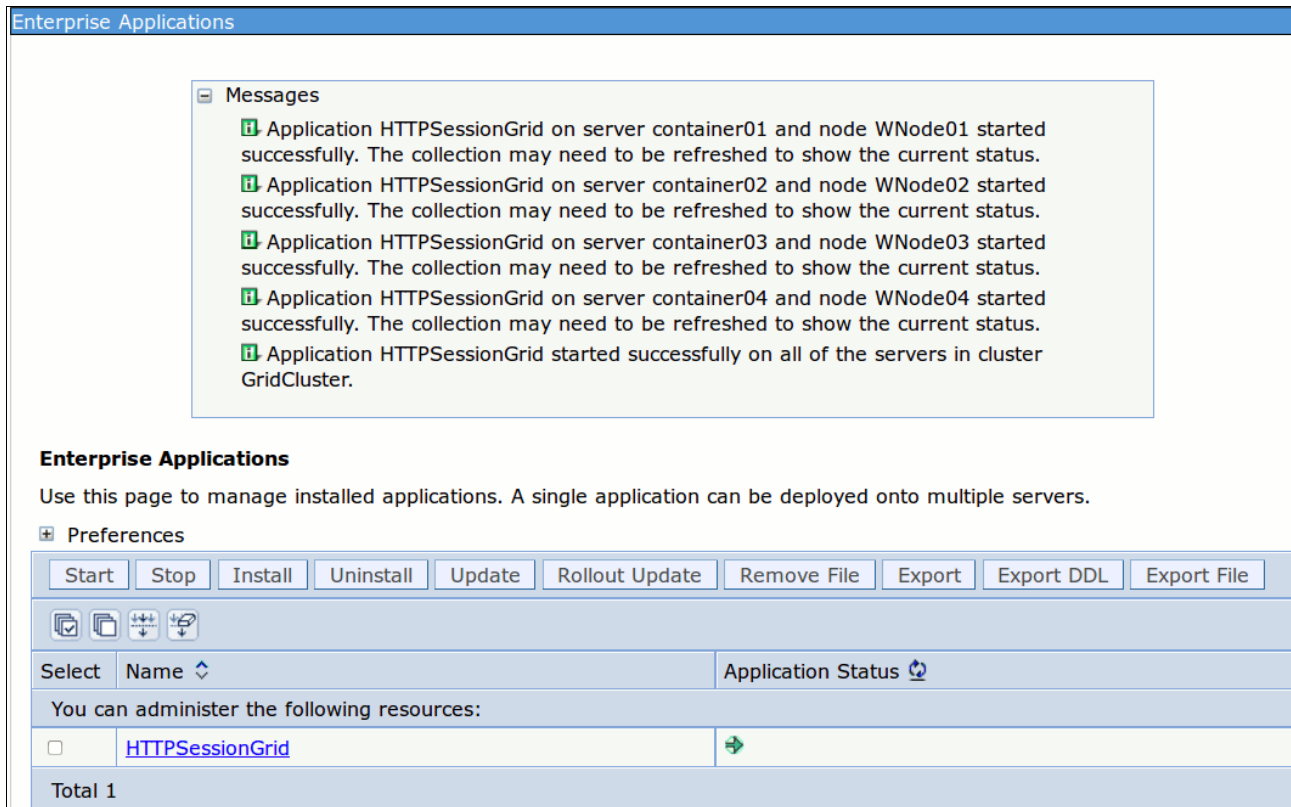 Enterprise Applications
Messages
Application HTTPSessionGrid on server container01 and node WNode01 started
successfully. The collection may need to be refreshed to show the current status.
Application HTTPSessionGrid on server container02 and node WNode02 started
successfully. The collection may need to be refreshed to show the current status.
Application HTTPSessionGrid on server container03 and node WNode03 started
successfully. The collection may need to be refreshed to show the current status.
Application HTTPSessionGrid on server container04 and node WNode04 started
successfully. The collection may need to be refreshed to show the current status.
Application HTTPSessionGrid started successfully on all of the servers in cluster
GridCluster.
Enterprise Applications
Use this page to manage installed applications. A single application can be deployed onto multiple servers.
Preferences
Start Stop Install Uninstall Update Rollout Update Remove File Export Export DDL Export File
Select Name Application Status
You can administer the following resources:
HTTPSessionGrid
Total 1